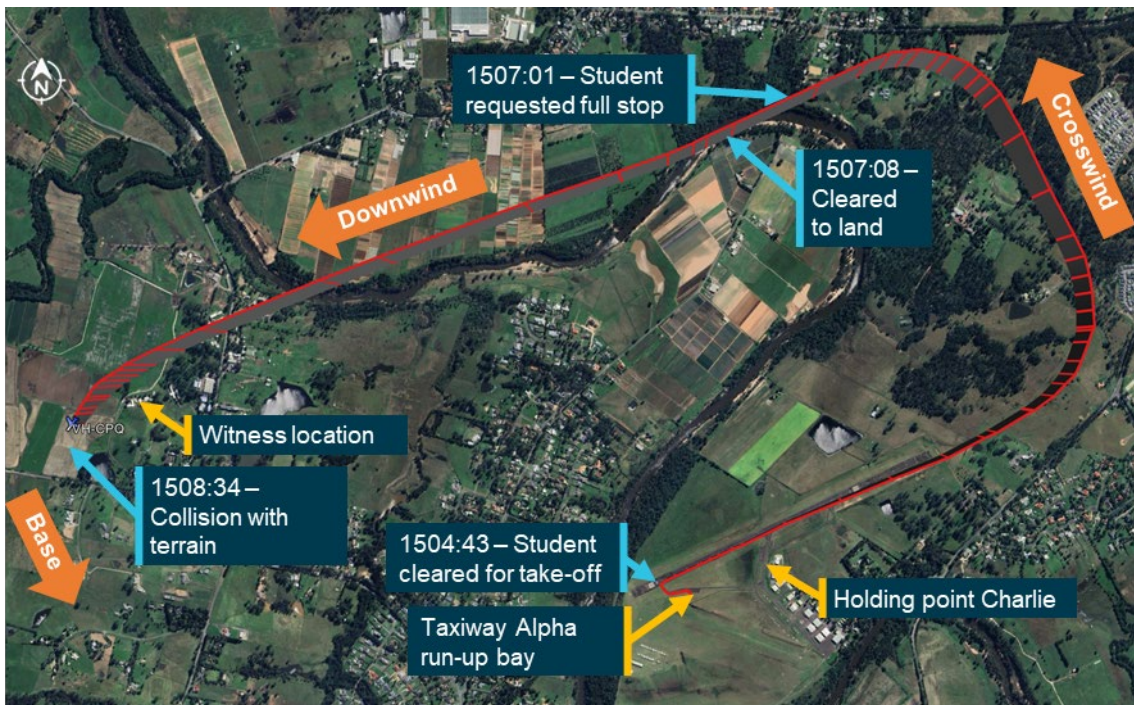 N
1507:01 – Student
requested full stop
Crosswind
1507:08 –
Cleared
to land
Downwind
VH-CPQ
Witness location
1508:34 –
Collision with
terrain
Base
1504:43 – Student
cleared for take-off
Holding point Charlie
Taxiway Alpha
run-up bay